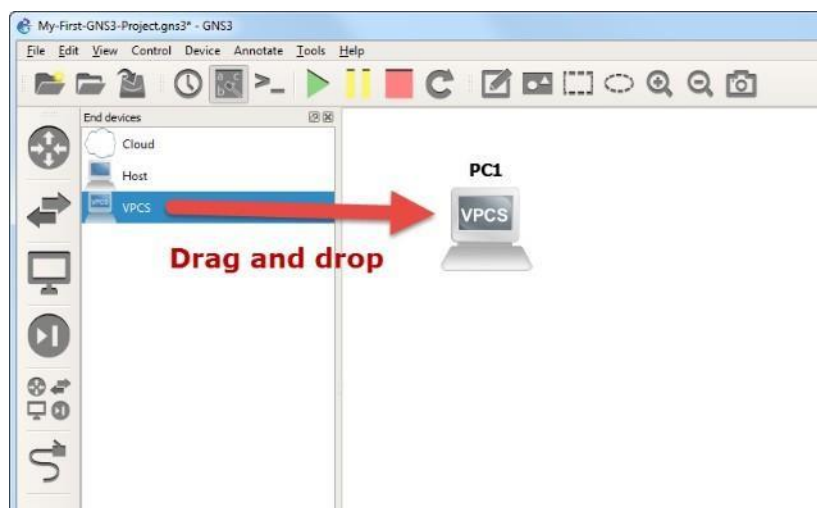 My-First-GNS3-Project.gns3* - GNS3
File Edit View Control Device Annotate Tools Help
End devices
Cloud
Host
VPCS
PC1
VPCS
Drag and drop